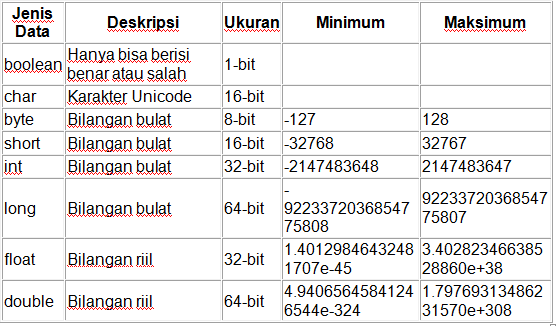 Jenis Data Deskripsi Ukuran Minimum Maksimum
boolean Hanya bisa berisi benar atau salah 1-bit
char Karakter Unicode 16-bit
byte Bilangan bulat 8-bit -127 128
short Bilangan bulat 16-bit -32768 32767
int Bilangan bulat 32-bit -2147483648 2147483647
long Bilangan bulat 64-bit -9223372036854775808 9223372036854775807
float Bilangan riil 32-bit 1.40129846432481707e-45 3.40282346638528860e+38
double Bilangan riil 64-bit 4.94065645841246544e-324 1.79769313486231570e+308